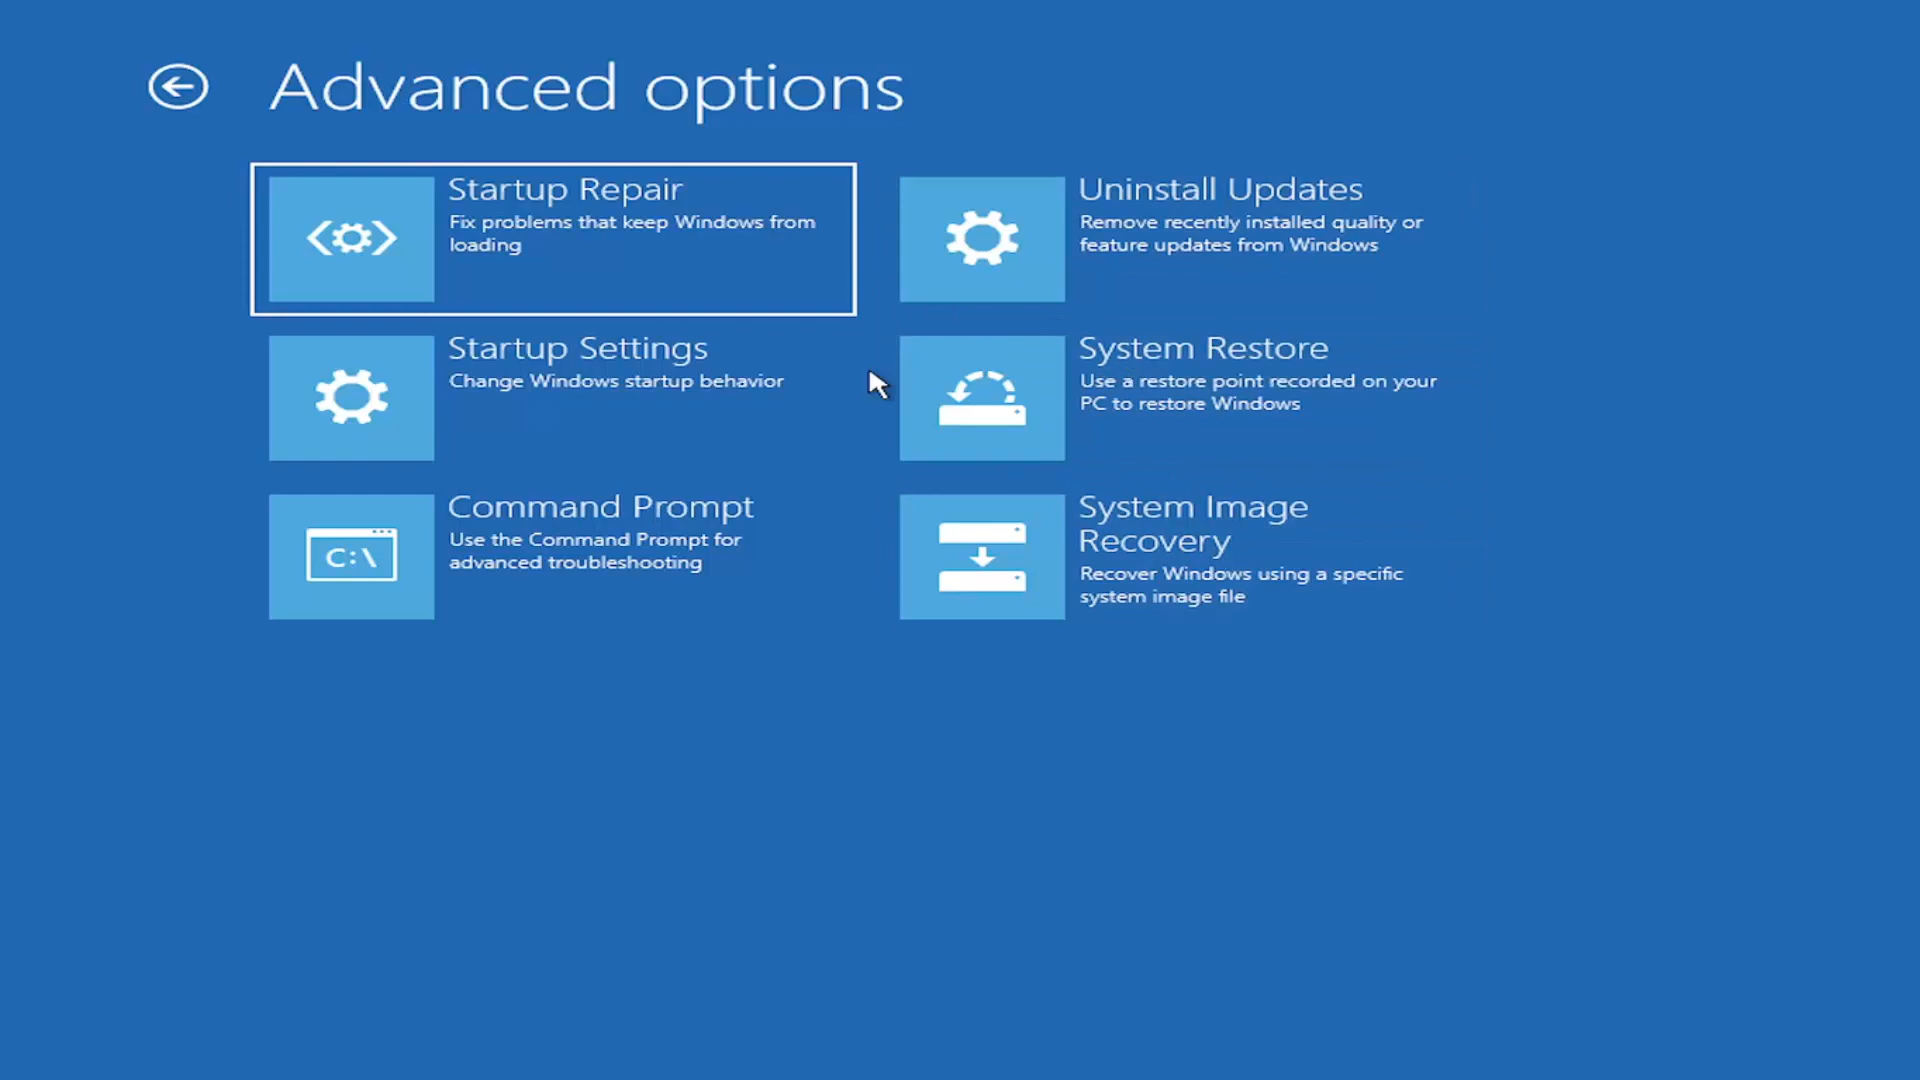 Advanced options
Startup Repair
Fix problems that keep Windows from
loading
Uninstall Updates
Remove recently installed quality or
feature updates from Windows
Startup Settings
Change Windows startup behavior
System Restore
Use a restore point recorded on your
PC to restore Windows
C:\
Command Prompt
Use the Command Prompt for
advanced troubleshooting
System Image
Recovery
Recover Windows using a specific
system image file